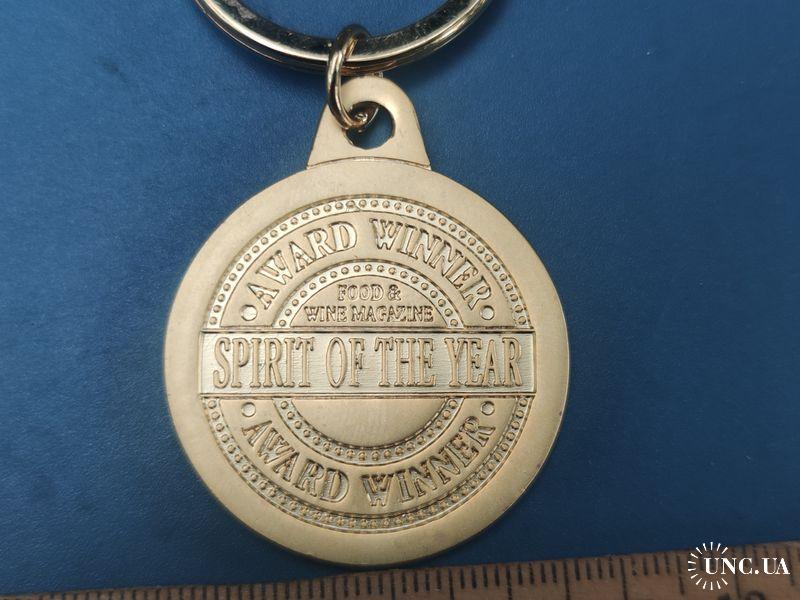 AWARD WINNER
FOOD &
WINE MAGAZINE
SPIRIT OF THE YEAR
AWARD WINNER
UNC.UA